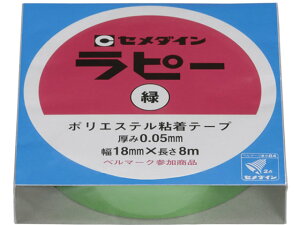 セメダイン
ラピー
緑
ポリエステル粘着テープ
厚み0.05mm
幅18mm×長さ8m
ベルマーク参加商品
セメダイン